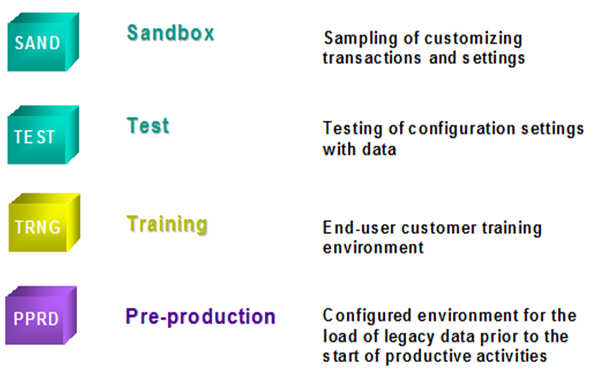 SAND
Sandbox
Sampling of customizing
transactions and settings
TEST
Test
Testing of configuration settings
with data
TRNG
Training
End-user customer training
environment
PPRD
Pre-production
Configured environment for the
load of legacy data prior to the
start of productive activities